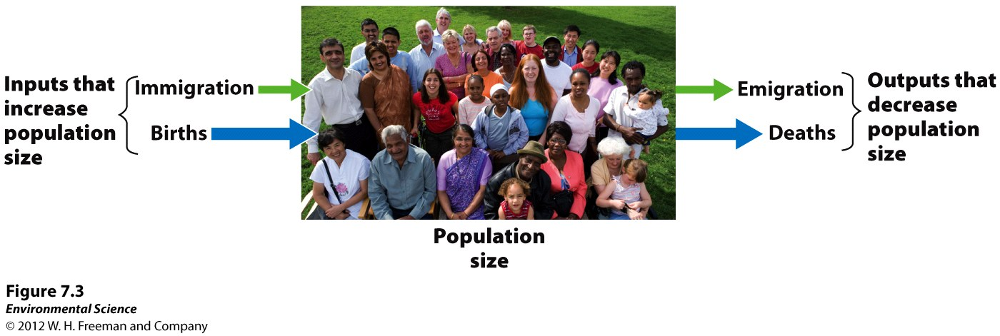 Inputs that
increase
population
size
Immigration
Births
Emigration
Deaths
Outputs that
decrease
population
size
Population
size
Figure 7.3
Environmental Science
© 2012 W. H. Freeman and Company